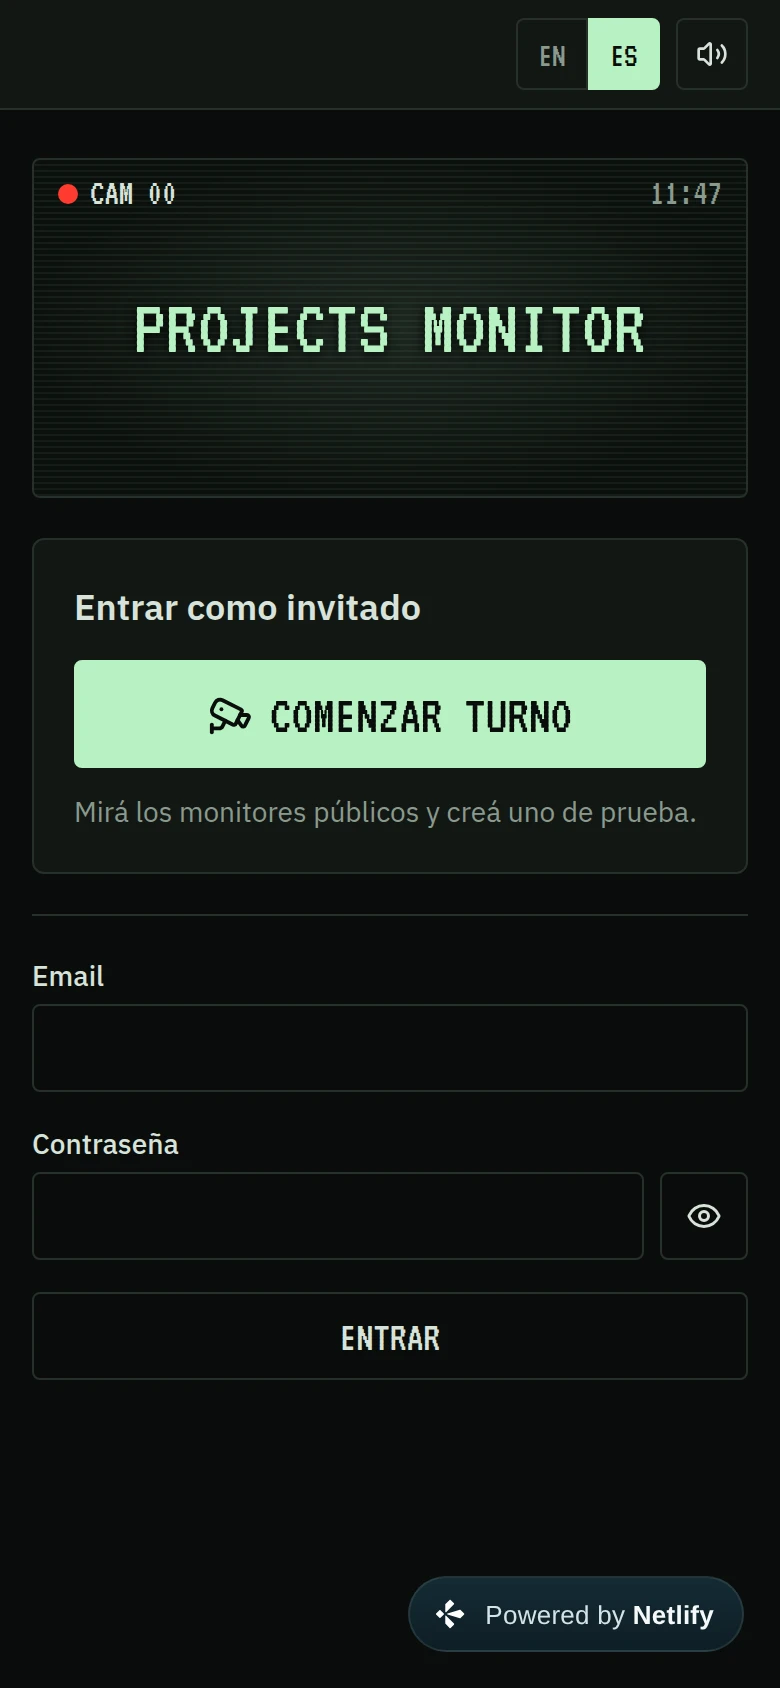 EN ES
CAM 00 11:47
PROJECTS MONITOR
Entrar como invitado
COMENZAR TURNO
Mirá los monitores públicos y creá uno de prueba.
Email
Contraseña
ENTRAR
Powered by Netlify